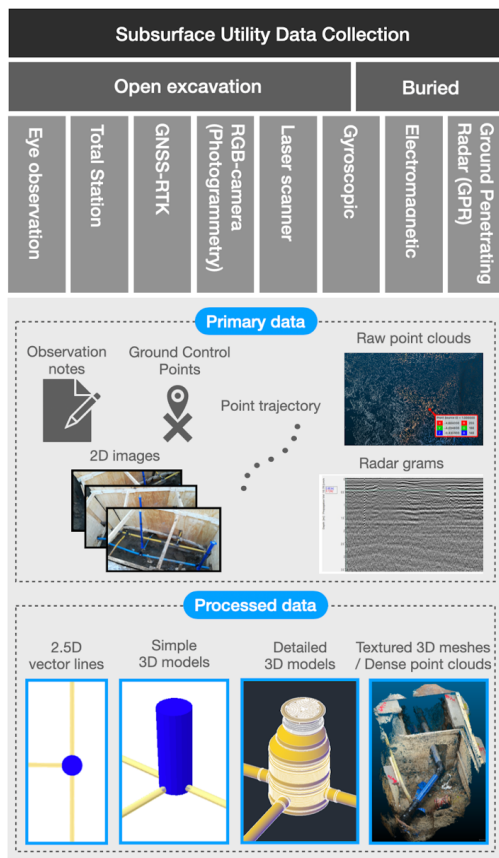 Subsurface Utility Data Collection
Open excavation
Buried
Eye observation
Total Station
GNSS-RTK
RGB-camera
(Photogrammetry)
Laser scanner
Gyroscopic
Electromagnetic
Ground Penetrating
Radar (GPR)
Primary data
Observation
notes
Ground Control
Points
Point trajectory
Raw point clouds
2D images
Radar grams
Processed data
2.5D
vector lines
Simple
3D models
Detailed
3D models
Textured 3D meshes
/ Dense point clouds